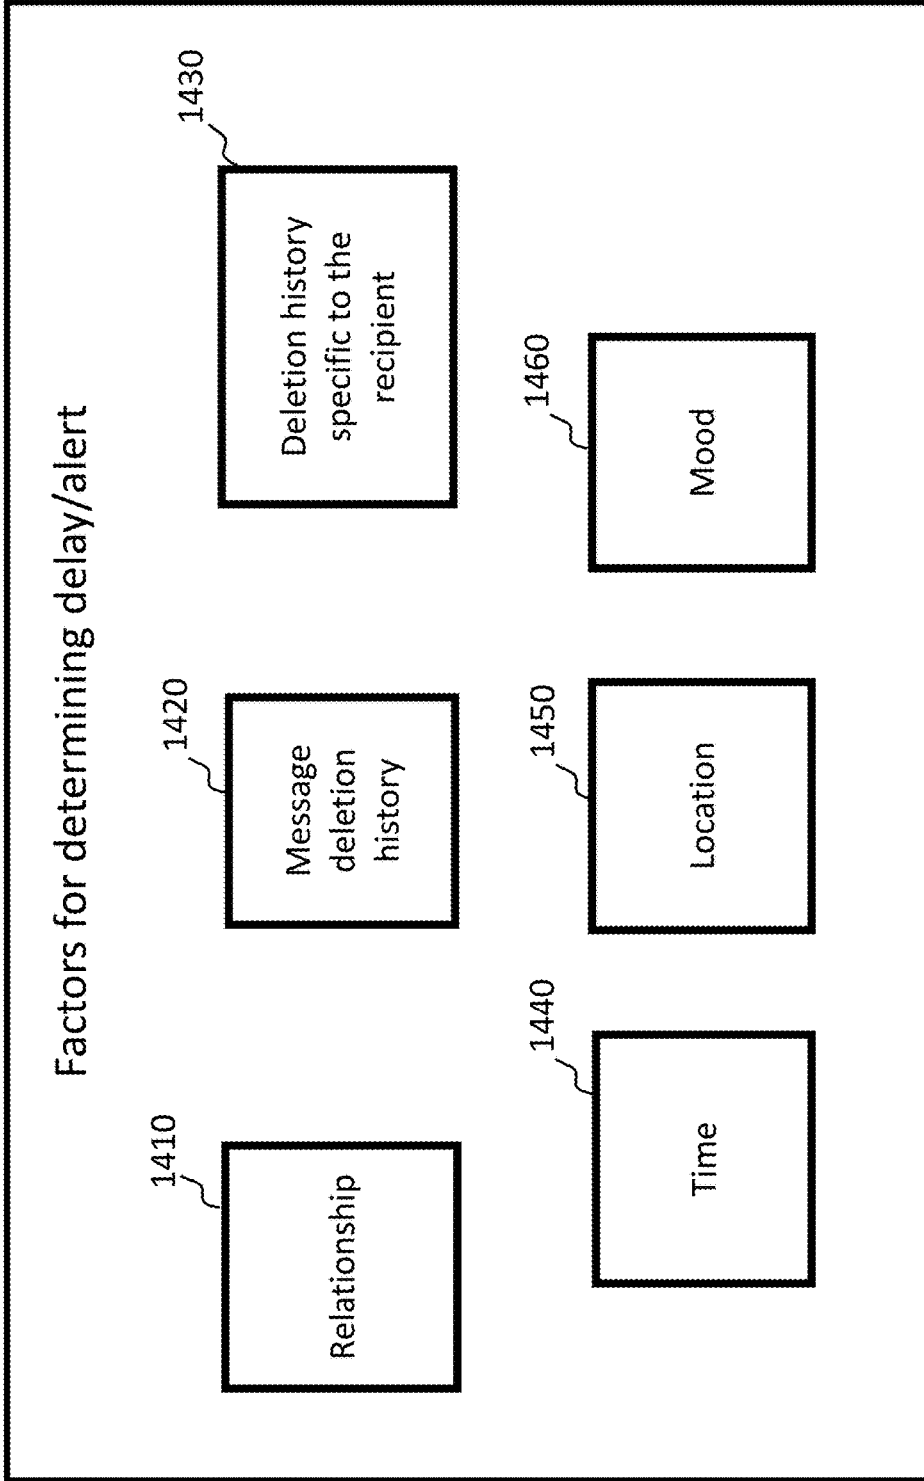 Factors for determining delay/alert
1410
Relationship
1420
Message
deletion
history
1430
Deletion history
specific to the
recipient
1440
Time
1450
Location
1460
Mood